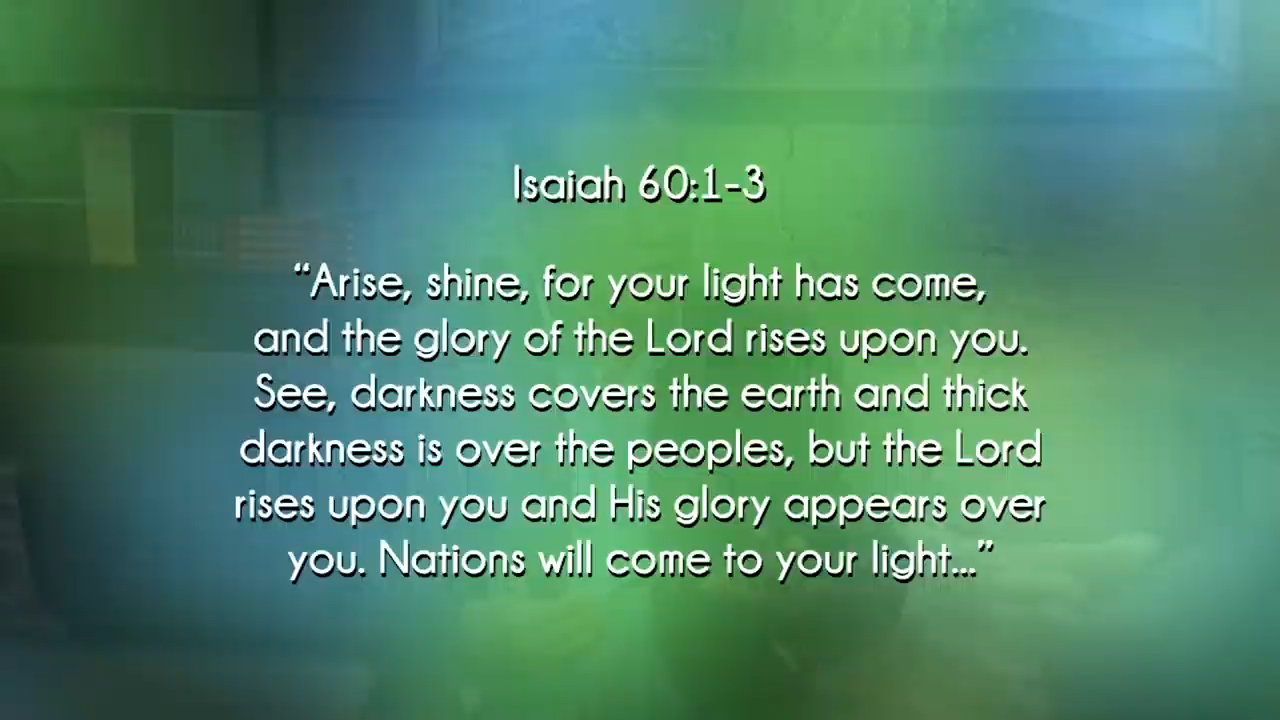 Isaiah 60:1-3
“Arise, shine, for your light has come,
and the glory of the Lord rises upon you.
See, darkness covers the earth and thick
darkness is over the peoples, but the Lord
rises upon you and His glory appears over
you. Nations will come to your light...”